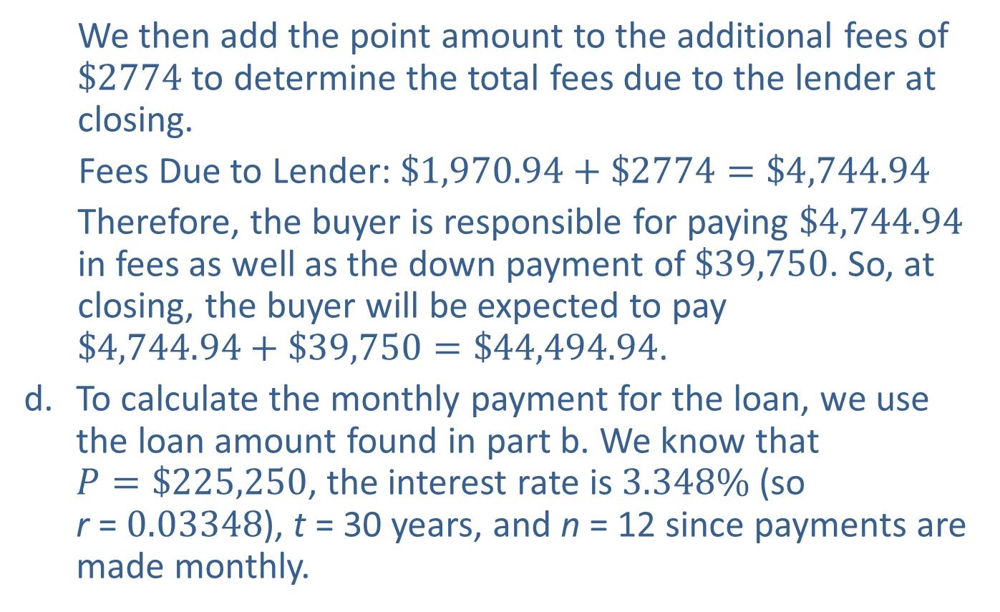 We then add the point amount to the additional fees of
$2774 to determine the total fees due to the lender at
closing.
Fees Due to Lender: $1,970.94 + $2774 = $4,744.94
Therefore, the buyer is responsible for paying $4,744.94
in fees as well as the down payment of $39,750. So, at
closing, the buyer will be expected to pay
$4,744.94 + $39,750 = $44,494.94.
d. To calculate the monthly payment for the loan, we use
the loan amount found in part b. We know that
P = $225,250, the interest rate is 3.348% (so
r = 0.03348), t = 30 years, and n = 12 since payments are
made monthly.